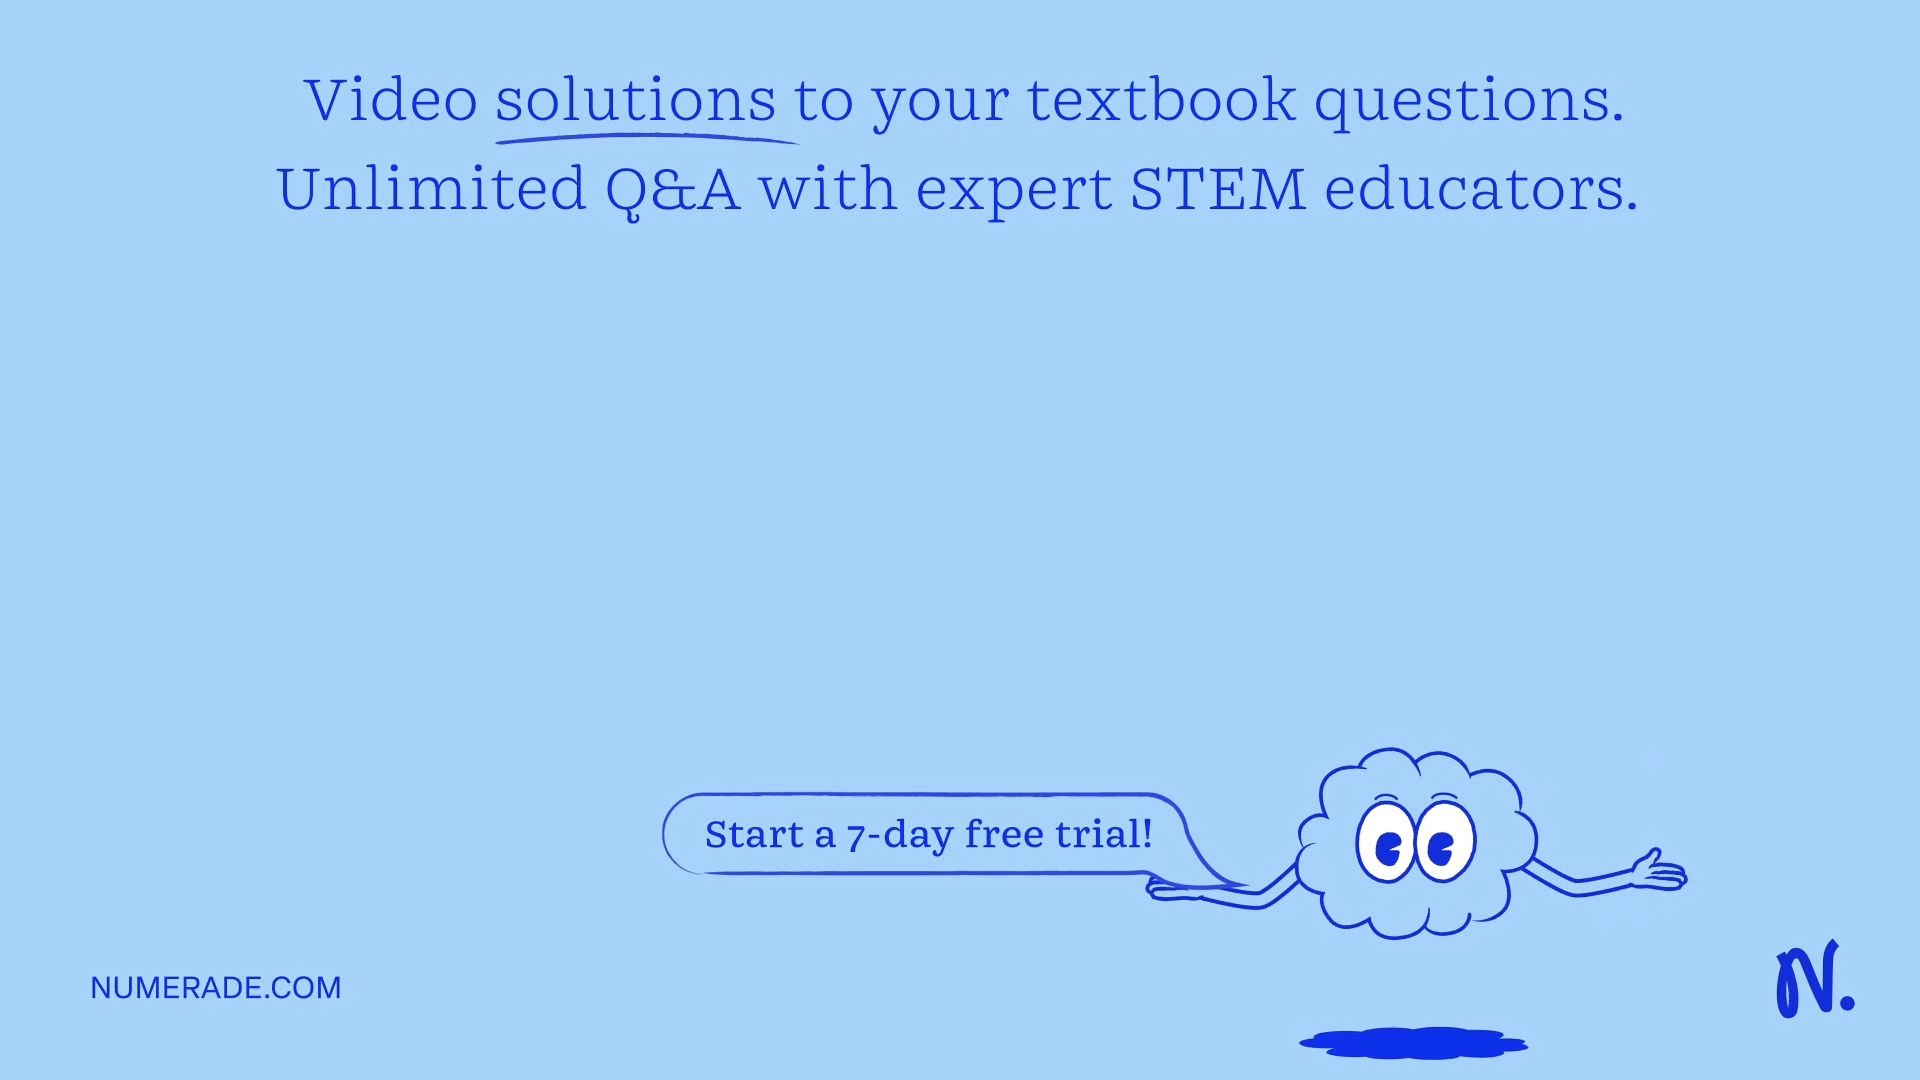 Video solutions to your textbook questions.
Unlimited Q&A with expert STEM educators.
Start a 7-day free trial!
NUMERADE.COM
N.